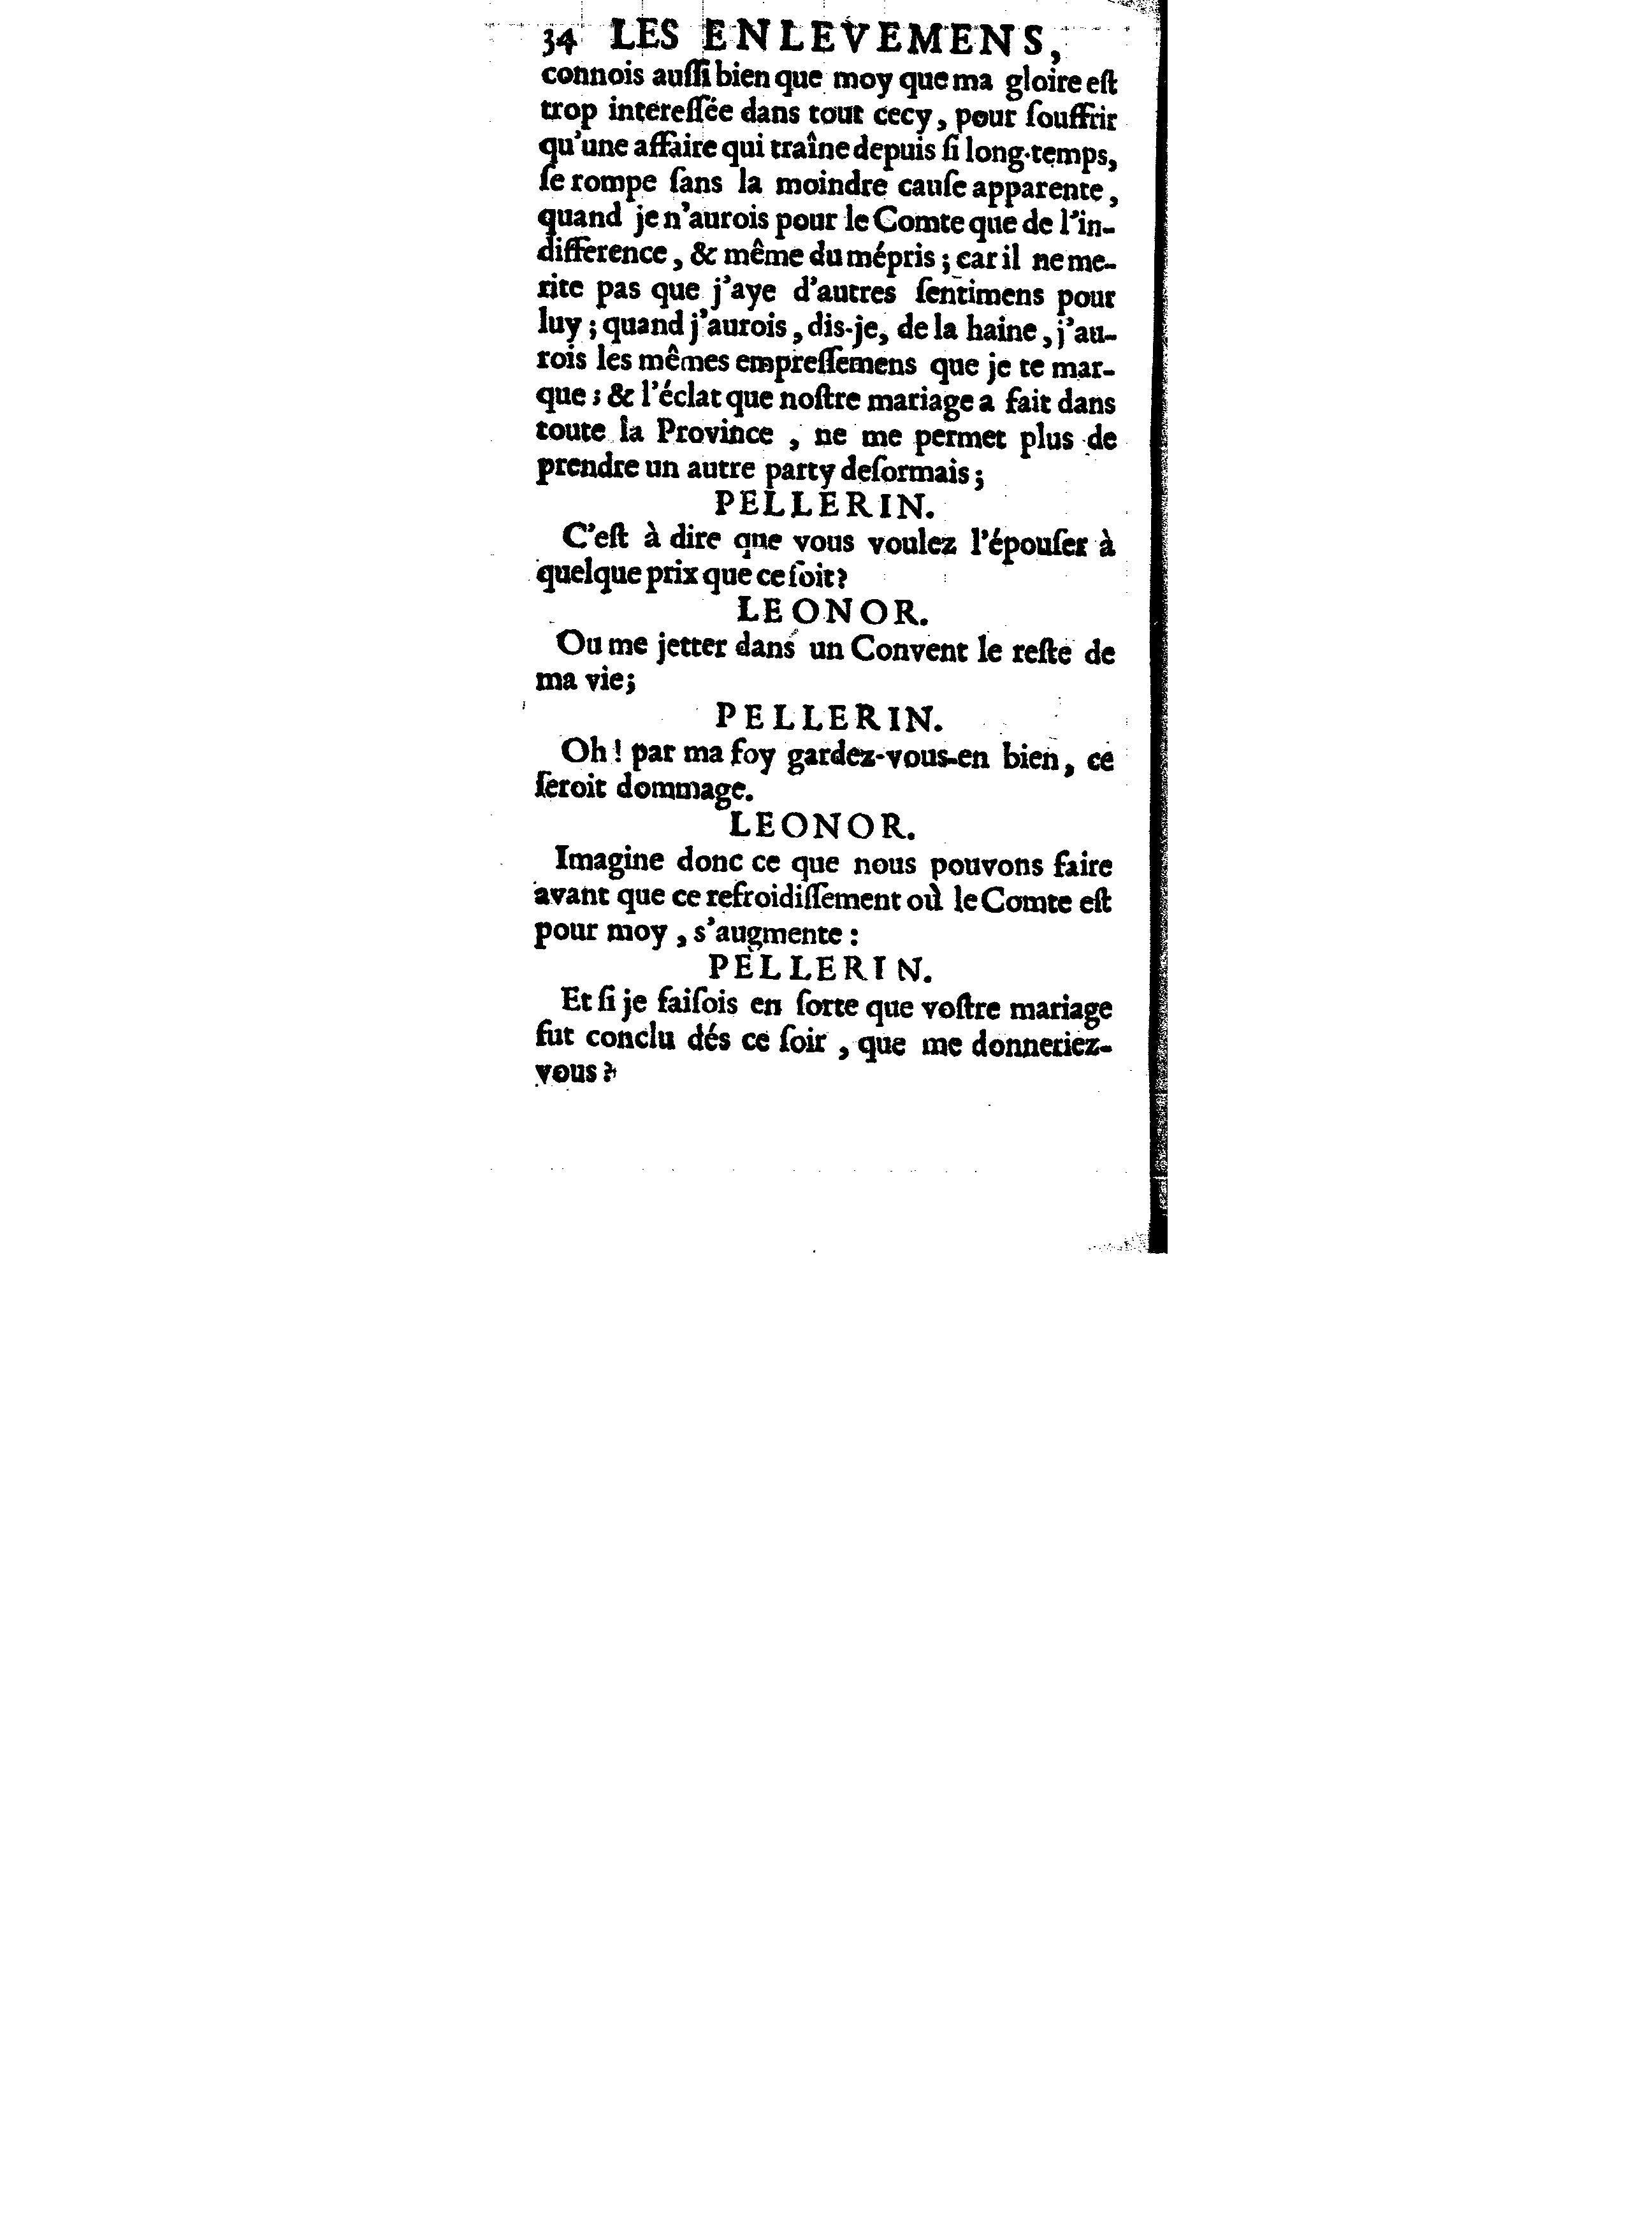 34 LES ENLEVEMENS,
connois auſſi bien que moy que ma gloire eſt
trop intereſſée dans tout cecy, pour ſouffrir
qu'une affaire qui traîne depuis ſi long-temps,
ſe rompe ſans la moindre cauſe apparente,
quand je n'aurois pour le Comte que de l'in-
difference, & même du mépris; car il ne me-
rite pas que j'aye d'autres ſentimens pour
luy; quand j'aurois, dis-je, de la haine, j'au-
rois les mêmes empreſſemens que je te mar-
que; & l'éclat que noſtre mariage a fait dans
toute la Province, ne me permet plus de
prendre un autre party deſormais;
PELLERIN.
C'eſt à dire que vous voulez l'épouſer à
quelque prix que ce ſoit?
LEONOR.
Ou me jetter dans un Convent le reſte de
ma vie;
PELLERIN.
Oh! par ma foy gardez-vous-en bien, ce
ſeroit dommage.
LEONOR.
Imagine donc ce que nous pouvons faire
avant que ce refroidiſſement où le Comte eſt
pour moy, s'augmente:
PELLERIN.
Et ſi je faiſois en ſorte que voſtre mariage
fut conclu dés ce ſoir, que me donneriez-
vous?